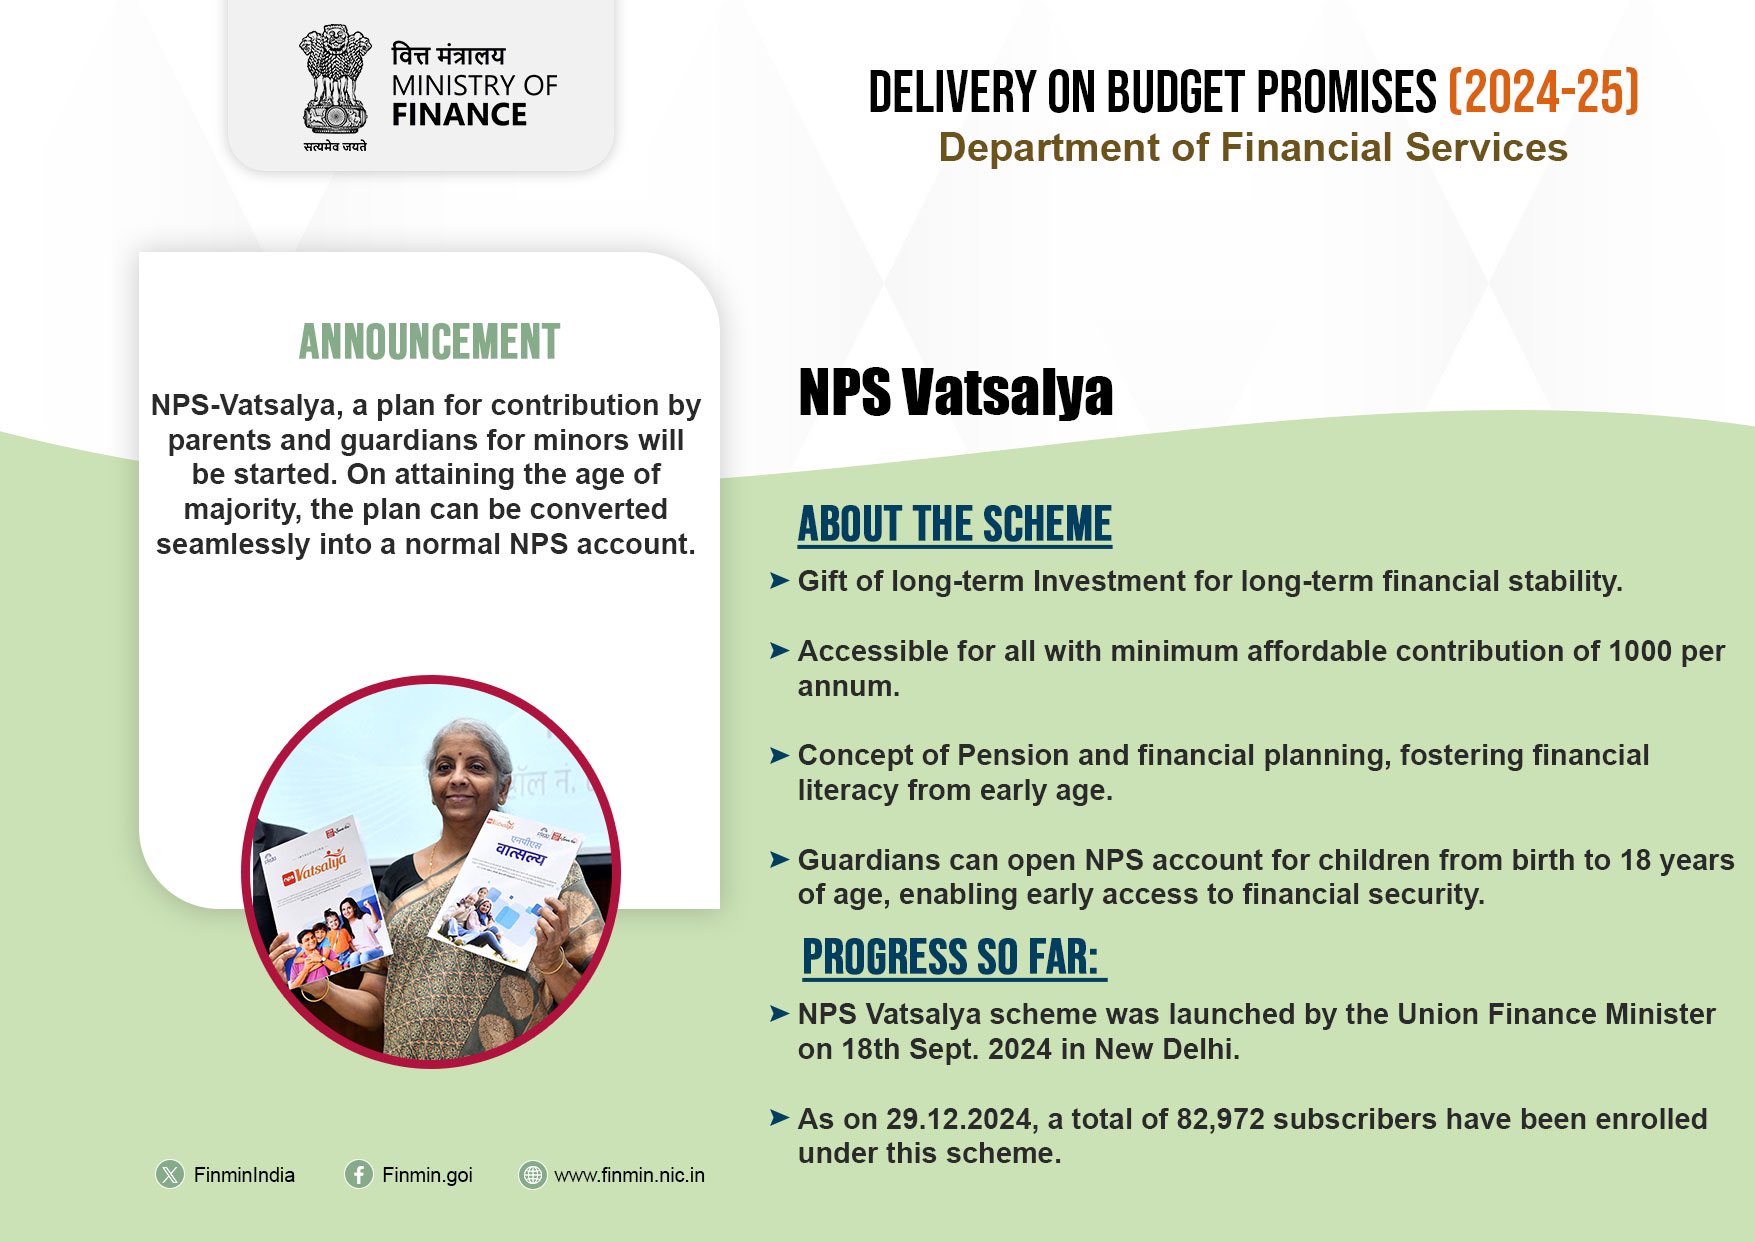 वित्त मंत्रालय
MINISTRY OF
FINANCE
सत्यमेव जयते
DELIVERY ON BUDGET PROMISES (2024-25)
Department of Financial Services
ANNOUNCEMENT
NPS-Vatsalya, a plan for contribution by
parents and guardians for minors will
be started. On attaining the age of
majority, the plan can be converted
seamlessly into a normal NPS account.
हॉल नं.
nps Vatsalya
एनपीएस
वात्सल्य
NPS Vatsalya
ABOUT THE SCHEME
➤ Gift of long-term Investment for long-term financial stability.
➤ Accessible for all with minimum affordable contribution of 1000 per
annum.
➤ Concept of Pension and financial planning, fostering financial
literacy from early age.
➤ Guardians can open NPS account for children from birth to 18 years
of age, enabling early access to financial security.
PROGRESS SO FAR:
➤ NPS Vatsalya scheme was launched by the Union Finance Minister
on 18th Sept. 2024 in New Delhi.
➤ As on 29.12.2024, a total of 82,972 subscribers have been enrolled
under this scheme.
FinminIndia
Finmin.goi
www.finmin.nic.in